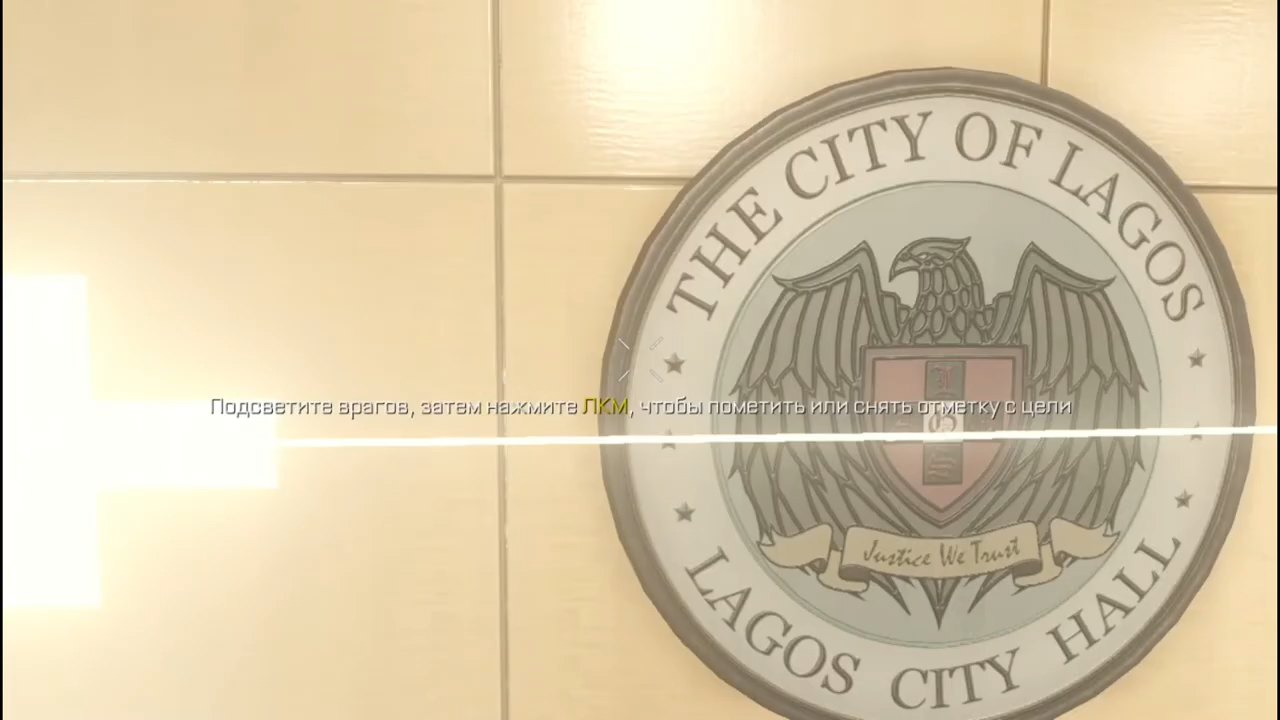 THE CITY OF LAGOS
Подсветите врагов, затем нажмите ЛКМ, чтобы пометить или снять отметку с цели
Justice We Trust
LAGOS CITY HALL